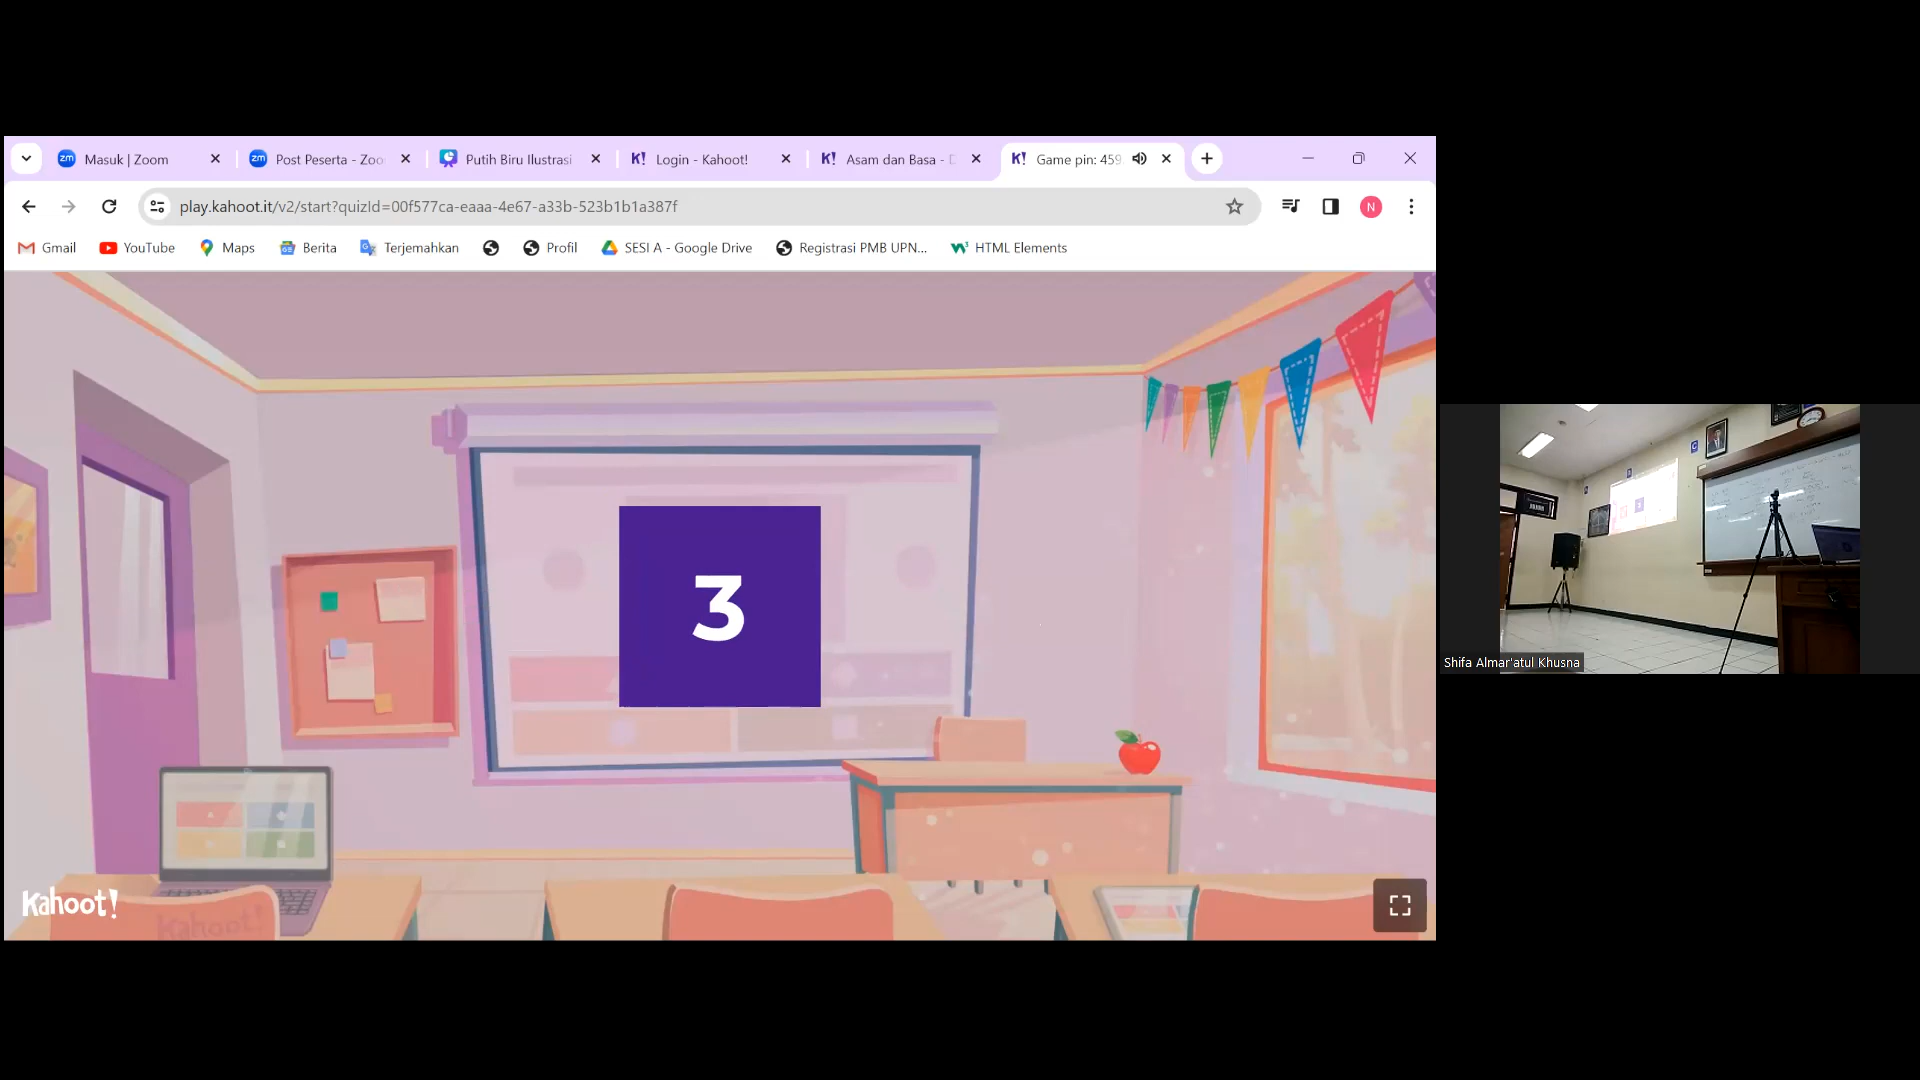 Masuk | Zoom
Post Peserta - Zoo
Putih Biru Ilustrasi
K! Login - Kahoot!
K! Asam dan Basa - D
K! Game pin: 459
play.kahoot.it/v2/start?quizId=00f577ca-eaaa-4e67-a33b-523b1b1a387f
N
Gmail
YouTube
Maps
Berita
Terjemahkan
Profil
SESI A - Google Drive
Registrasi PMB UPN...
HTML Elements
3
Kahoot!
Kahoot!
Shifa Almar'atul Khusna